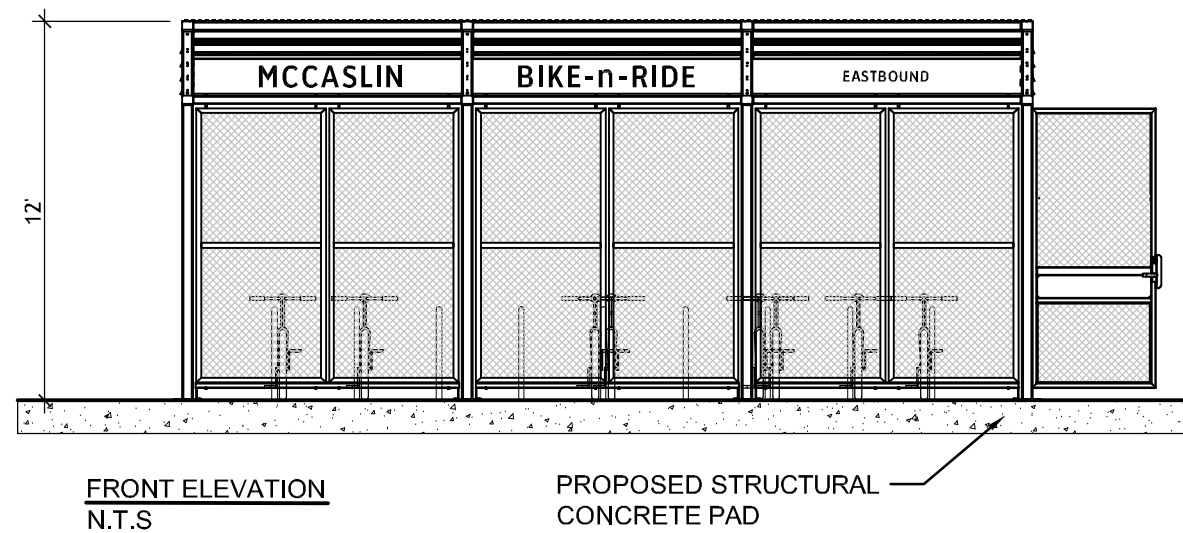 MCCASLIN BIKE-n-RIDE EASTBOUND
12'
FRONT ELEVATION
N.T.S
PROPOSED STRUCTURAL
CONCRETE PAD